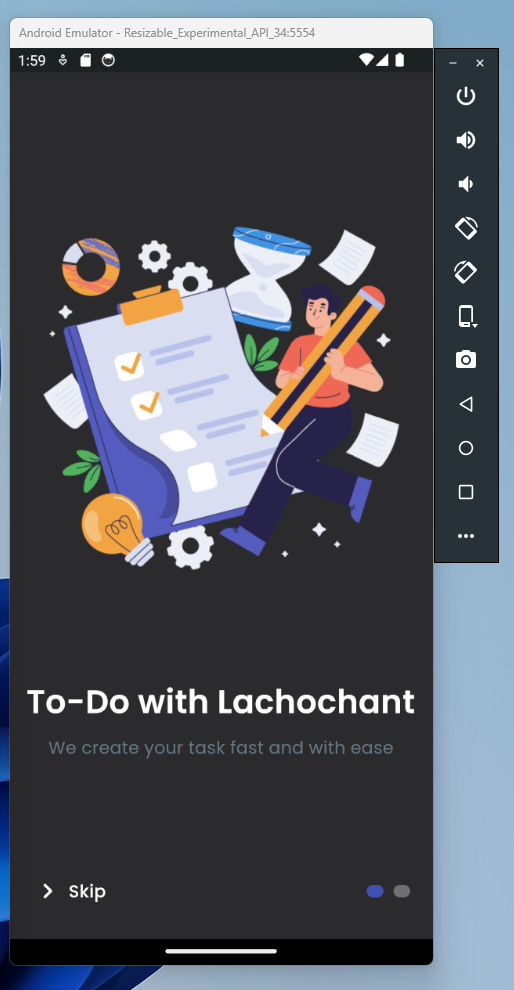 Android Emulator - Resizable_Experimental_API_34:5554
1:59
To-Do with Lachochant
We create your task fast and with ease
Skip